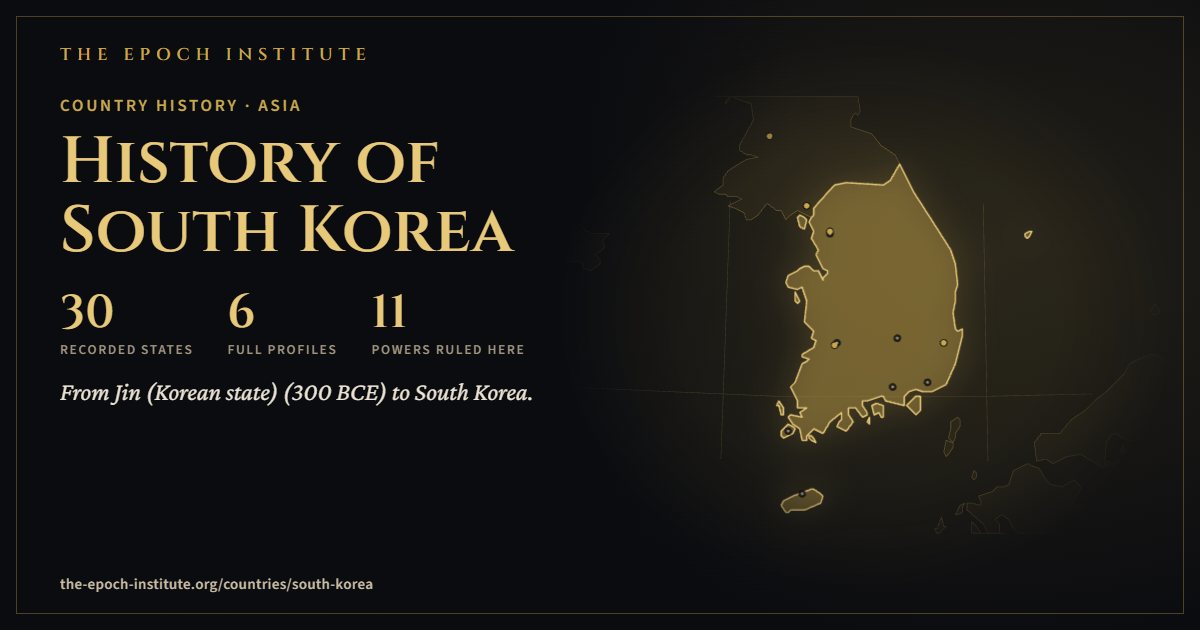 THE EPOCH INSTITUTE
COUNTRY HISTORY · ASIA
History of
South Korea
30 6 11
RECORDED STATES FULL PROFILES POWERS RULED HERE
From Jin (Korean state) (300 BCE) to South Korea.
the-epoch-institute.org/countries/south-korea